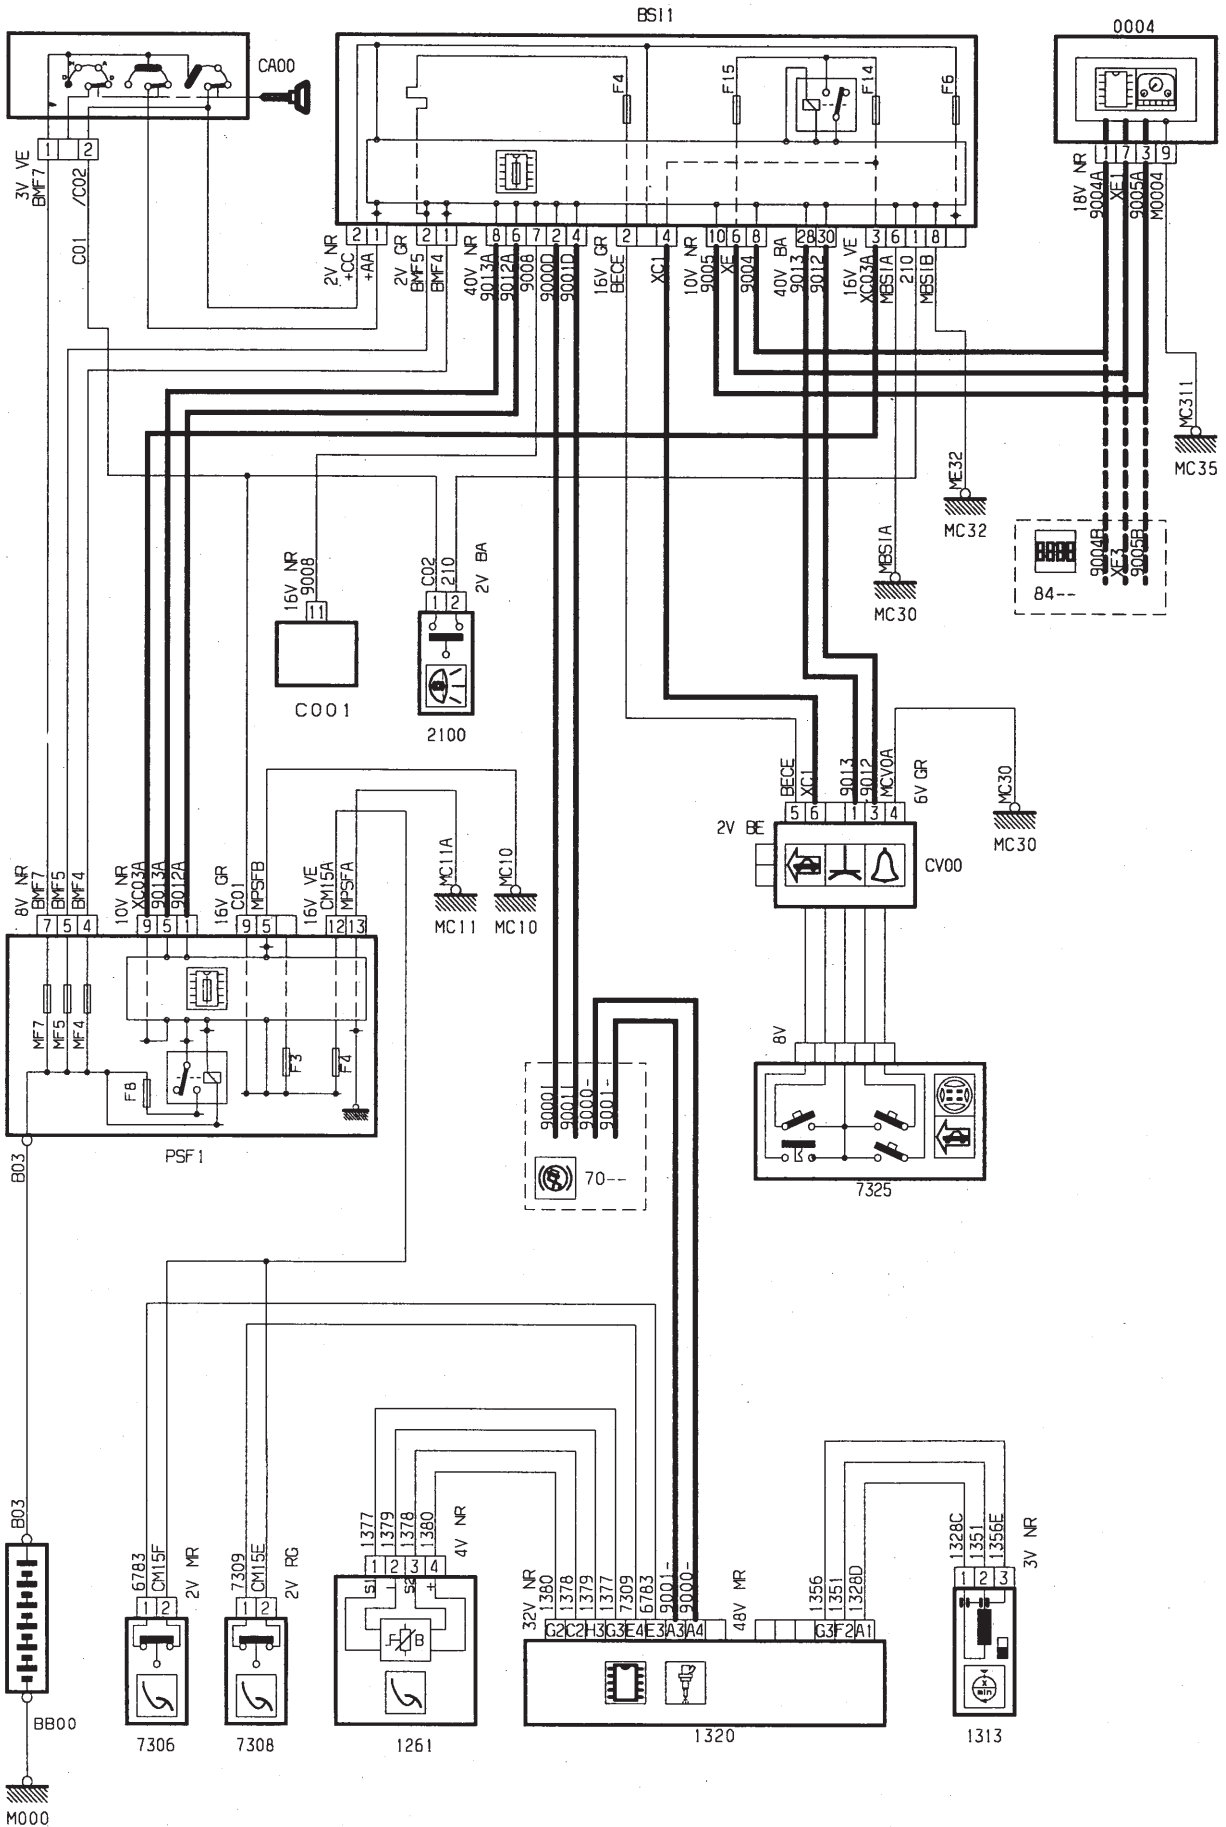 BSI1
0004
CA00
H A
D D
F4
F15
F14
F6
1 2
3V VE
BMF7
/C02
C01
1 7 3 9
18V NR
9004A
XE1
9005A
M0004
2 1
2V NR
+CC
+AA
2 1
2V GR
BMF5
BMF4
8 6 7 2 4
40V NR
9013A
9012A
9008
9000D
9001D
2 4
16V GR
BECE
XC1
10 6 8
10V NR
9005
XE
9004
28 30
40V BA
9013
9012
3 6 1 8
16V VE
XC03A
MBSIA
210
MBSIB
MC311
MC35
ME32
MC32
MBSIA
MC30
9004B
XE3
9005B
84--
16V NR
9008
11
C001
C02
210
2V BA
1 2
2100
BECE
XC1
9013
9012
MCV0A
6V GR
5 6 1 3 4
2V BE
CV00
MC30
MC30
8V NR
BMF7
BMF5
BMF4
7 5 4
10V NR
XC03A
9013A
9012A
9 5 1
16V GR
C01
MPSFB
9 5
16V VE
CM15A
MPSFA
12 13
MC11A
MC11
MC10
MC10
MF7
MF5
MF4
F8
F3
F4
PSF1
8V
7325
9000I
9001I
9000-
9001-
70--
B03
B03
BB00
M000
6783
CM15F
2V MR
1 2
7306
7309
CM15E
2V RG
1 2
7308
1377
1379
1378
1380
4V NR
1 2 3 4
S1 - S2 +
F B
1261
32V NR
1380
1378
1379
1377
7309
6783
9001-
9000-
48V MR
1356
1351
1328D
G2 C2 H3 G3 E4 E3 A3 A4
G3 F2 A1
1320
1328C
1351
1356E
3V NR
1 2 3
x
min
1313